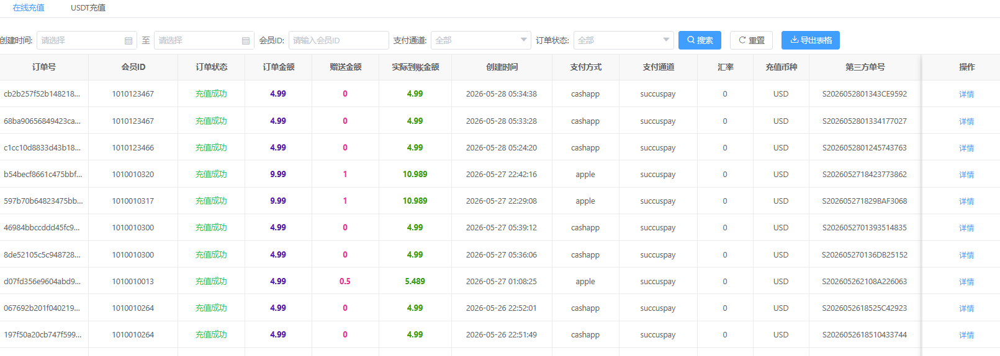 在线充值 USDT充值
创建时间: 请选择 至 请选择 会员ID: 请输入会员ID 支付通道: 全部 订单状态: 全部 搜索 重置 导出表格
订单号 会员ID 订单状态 订单金额 赠送金额 实际到账金额 创建时间 支付方式 支付通道 汇率 充值币种 第三方单号 操作
cb2b257f52b148218... 1010123467 充值成功 4.99 0 4.99 2026-05-28 05:34:38 cashapp succuspay 0 USD S2026052801343CE9592 详情
68ba90656849423ca... 1010123467 充值成功 4.99 0 4.99 2026-05-28 05:33:28 cashapp succuspay 0 USD S2026052801334177027 详情
c1cc10d8833d43b18... 1010123466 充值成功 4.99 0 4.99 2026-05-28 05:24:20 cashapp succuspay 0 USD S2026052801245743763 详情
b54becf8661c475bbf... 1010010320 充值成功 9.99 1 10.989 2026-05-27 22:42:16 apple succuspay 0 USD S2026052718423773862 详情
597b70b64823475bb... 1010010317 充值成功 9.99 1 10.989 2026-05-27 22:29:08 apple succuspay 0 USD S202605271829BAF3068 详情
46984bbccddd45fc9... 1010010300 充值成功 4.99 0 4.99 2026-05-27 05:39:12 cashapp succuspay 0 USD S2026052701393514835 详情
8de52105c5c948728... 1010010300 充值成功 4.99 0 4.99 2026-05-27 05:36:06 cashapp succuspay 0 USD S202605270136DB25152 详情
d07fd356e9604abd9... 1010010013 充值成功 4.99 0.5 5.489 2026-05-27 01:08:25 apple succuspay 0 USD S202605262108A226063 详情
067692b201f040219... 1010010264 充值成功 4.99 0 4.99 2026-05-26 22:52:01 cashapp succuspay 0 USD S2026052618525C42923 详情
197f50a20cb747f599... 1010010264 充值成功 4.99 0 4.99 2026-05-26 22:51:49 cashapp succuspay 0 USD S2026052618510433744 详情